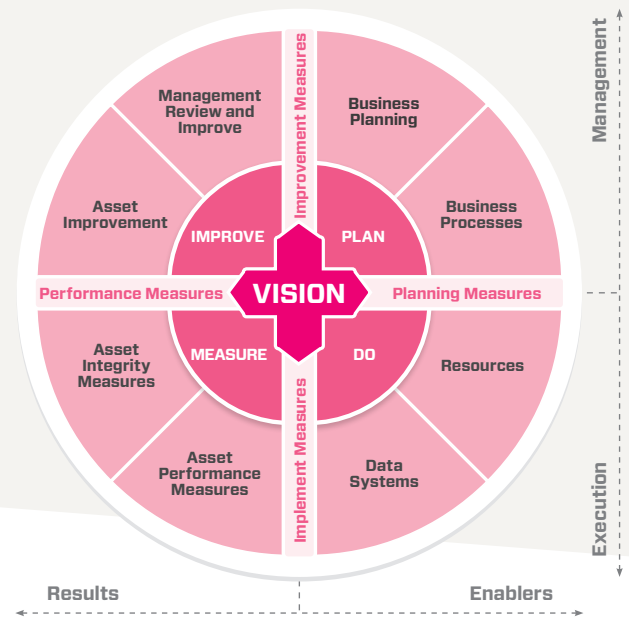 Management
Review and
Improve
Improvement Measures
Business
Planning
Management
Asset
Improvement
IMPROVE
PLAN
Business
Processes
Performance Measures
VISION
Planning Measures
Asset
Integrity
Measures
MEASURE
DO
Resources
Asset
Performance
Measures
Implement Measures
Data
Systems
Execution
Results
Enablers